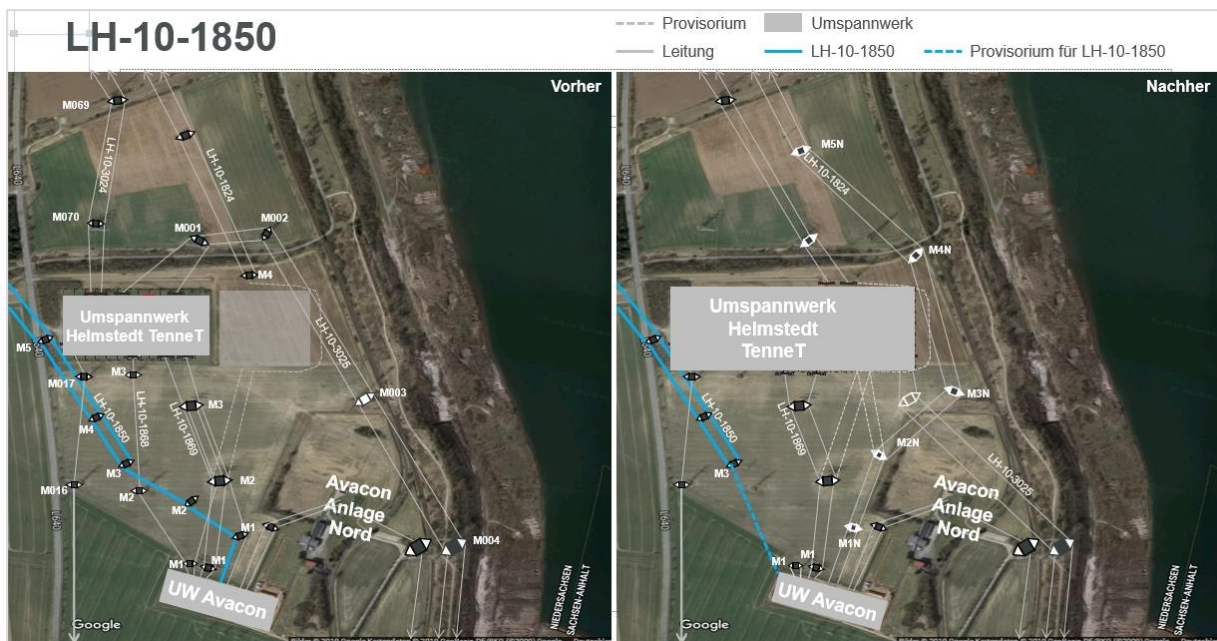 LH-10-1850
Provisorium
Umspannwerk
Leitung
LH-10-1850
Provisorium für LH-10-1850
Vorher
M069
LH-10-3024
LH-10-1824
L640
M070
M001
M002
M4
Umspannwerk
Helmstedt TenneT
LH-10-3025
M5
M017
M3
M003
M4
LH-10-1850
LH-10-1868
M3
LH-10-1869
M3
M016
M2
M2
M2
Avacon
Anlage
Nord
M1
M004
L640
M1
M1
UW Avacon
NIEDERSACHSEN
SACHSEN-ANHALT
Google
Nachher
M5N
LH-10-1824
L640
M4N
Umspannwerk
Helmstedt
TenneT
M3N
LH-10-1850
LH-10-1869
M2N
M3
LH-10-3025
Avacon
Anlage
Nord
M1N
L640
M1
M1
UW Avacon
NIEDERSACHSEN
SACHSEN-ANHALT
Google